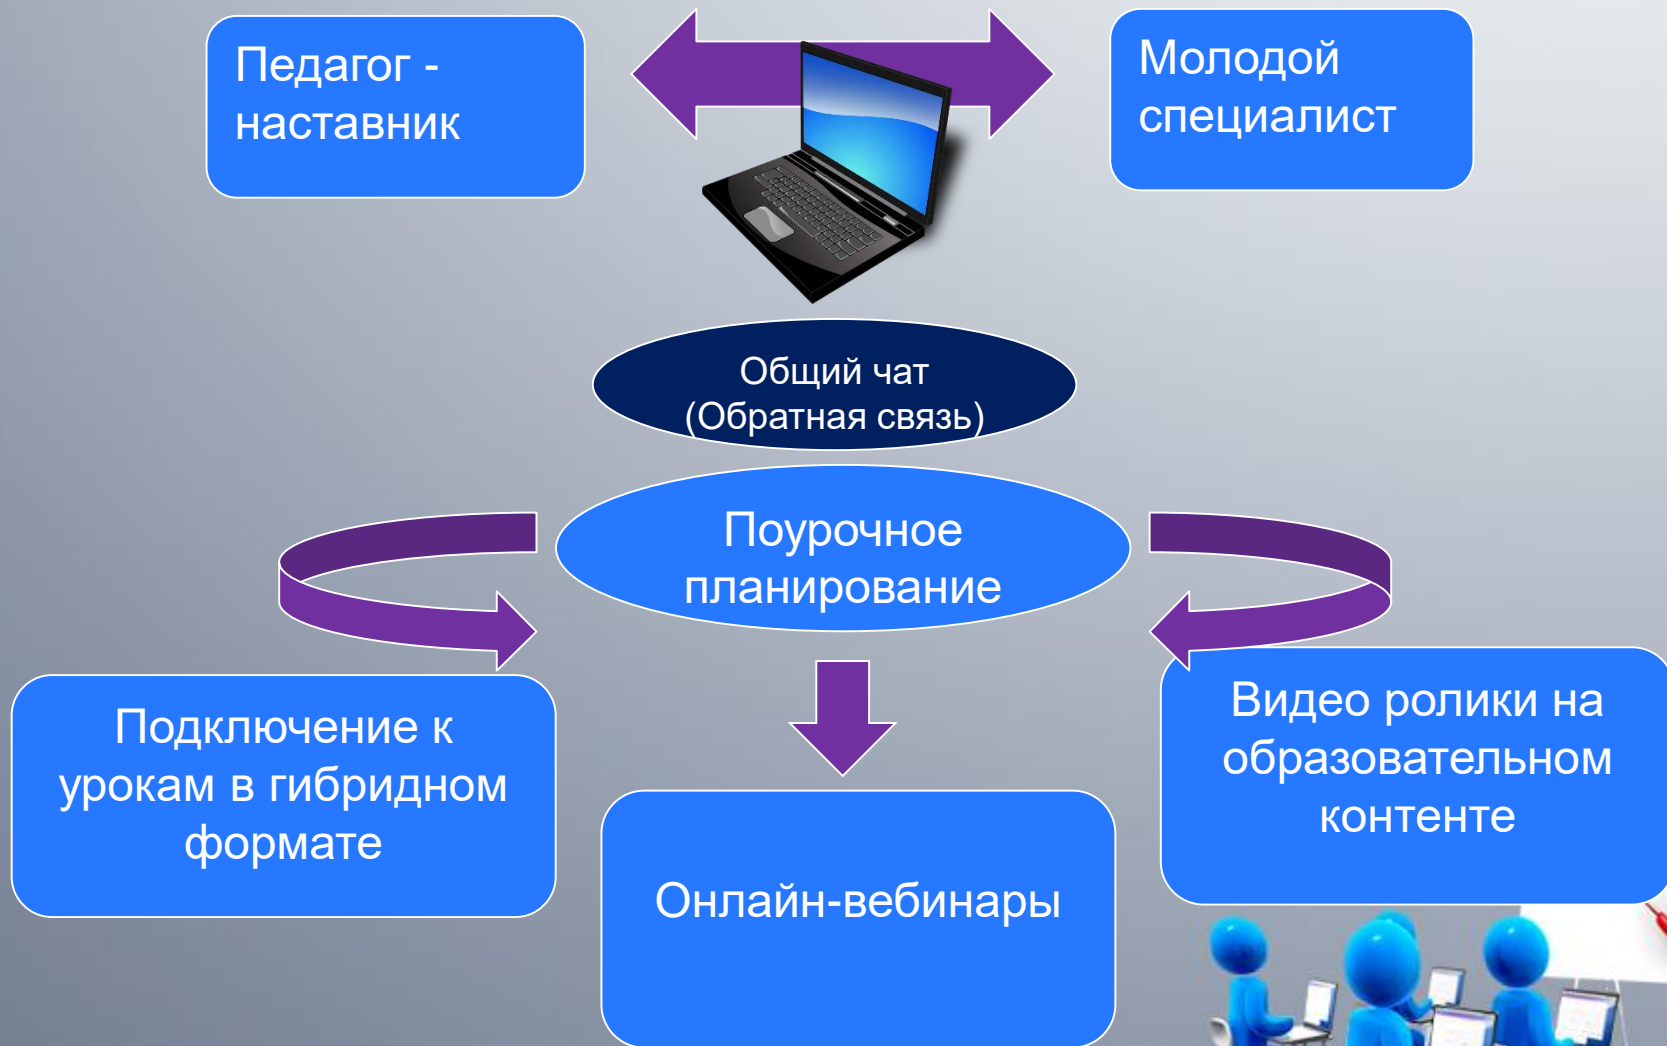 Педагог -
наставник
Молодой
специалист
Общий чат
(Обратная связь)
Поурочное
планирование
Подключение к
урокам в гибридном
формате
Онлайн-вебинары
Видео ролики на
образовательном
контенте